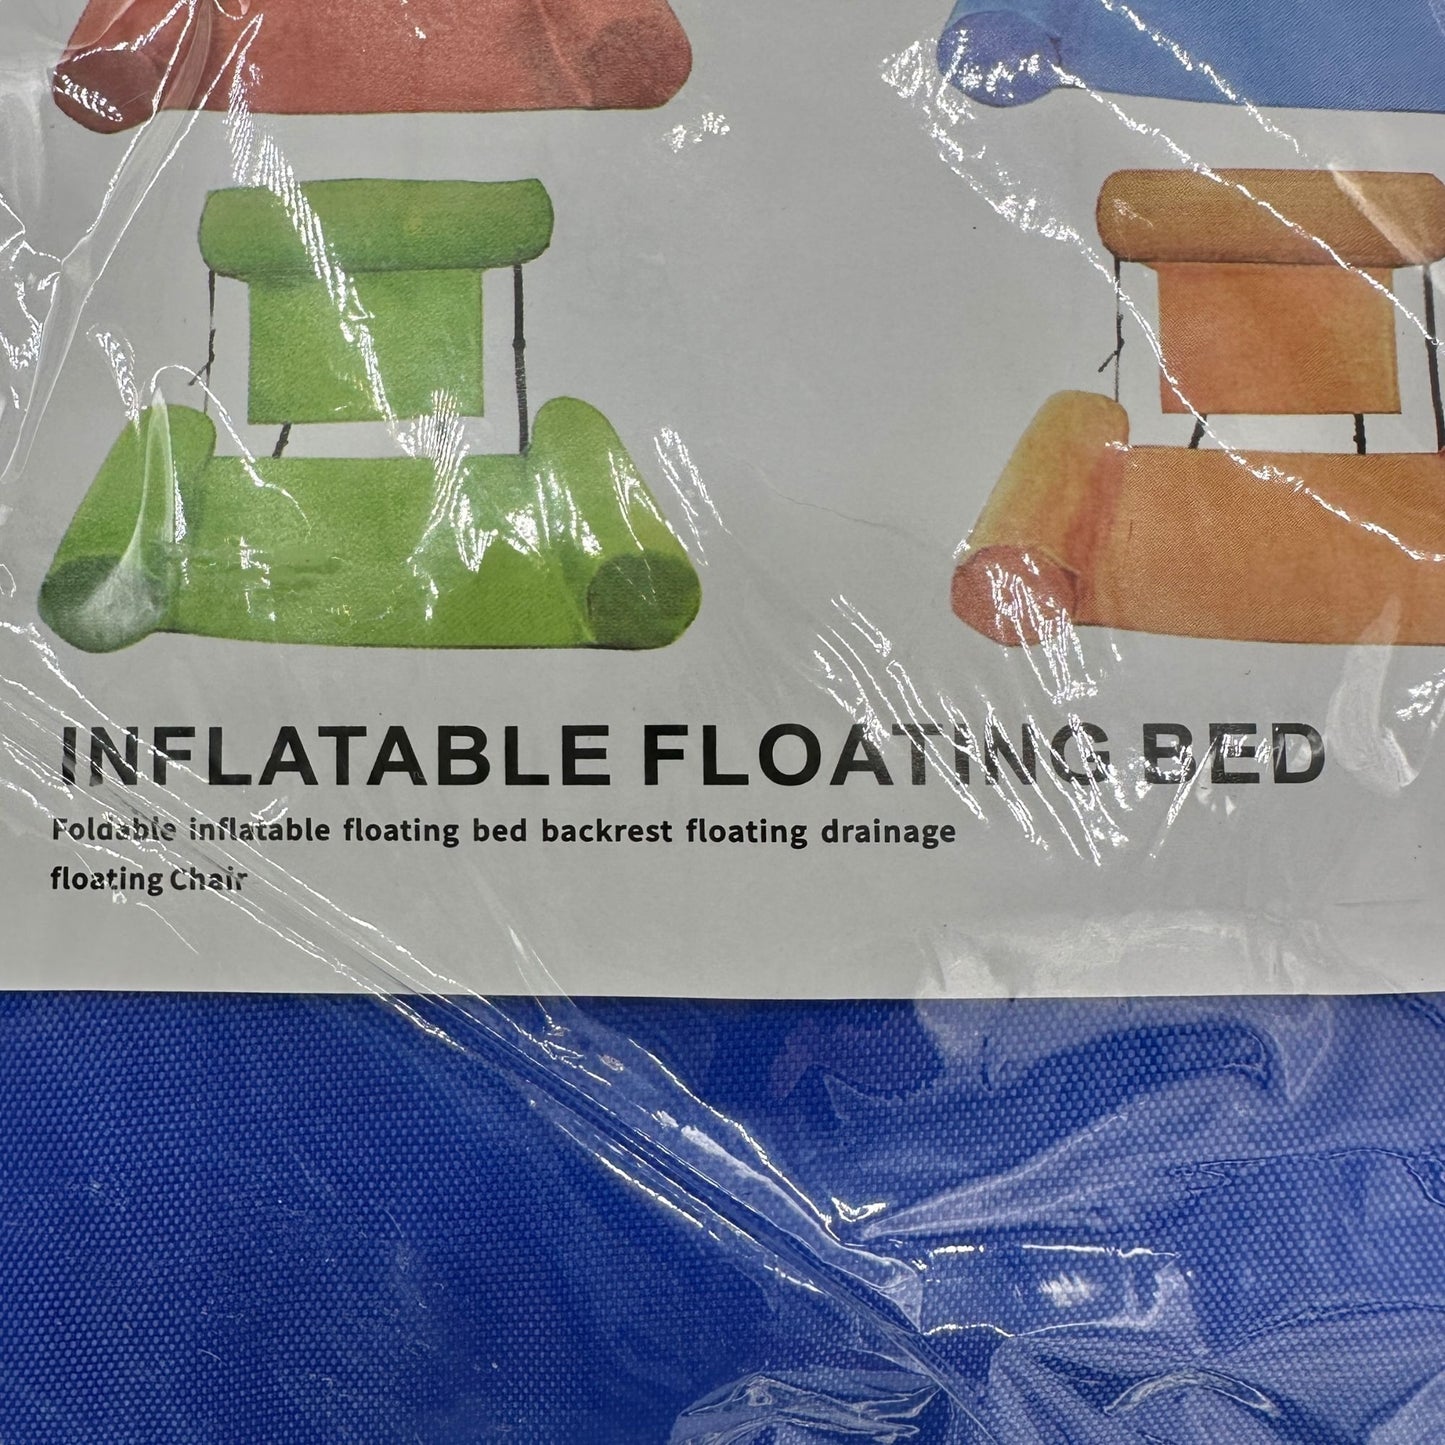 INFLATABLE FLOATING BED
Foldable inflatable floating bed backrest floating drainage
floating Chair